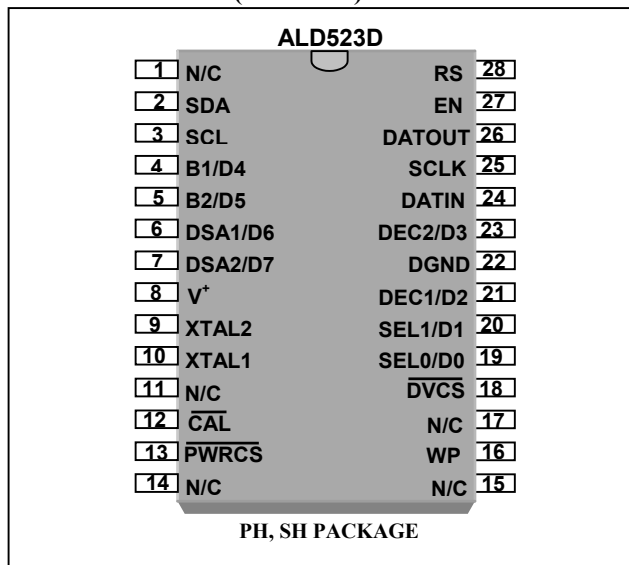 ALD523D
1 N/C RS 28
2 SDA EN 27
3 SCL DATOUT 26
4 B1/D4 SCLK 25
5 B2/D5 DATIN 24
6 DSA1/D6 DEC2/D3 23
7 DSA2/D7 DGND 22
8 V+ DEC1/D2 21
9 XTAL2 SEL1/D1 20
10 XTAL1 SEL0/D0 19
11 N/C DVCS 18
12 CAL N/C 17
13 PWRCS WP 16
14 N/C N/C 15
PH, SH PACKAGE